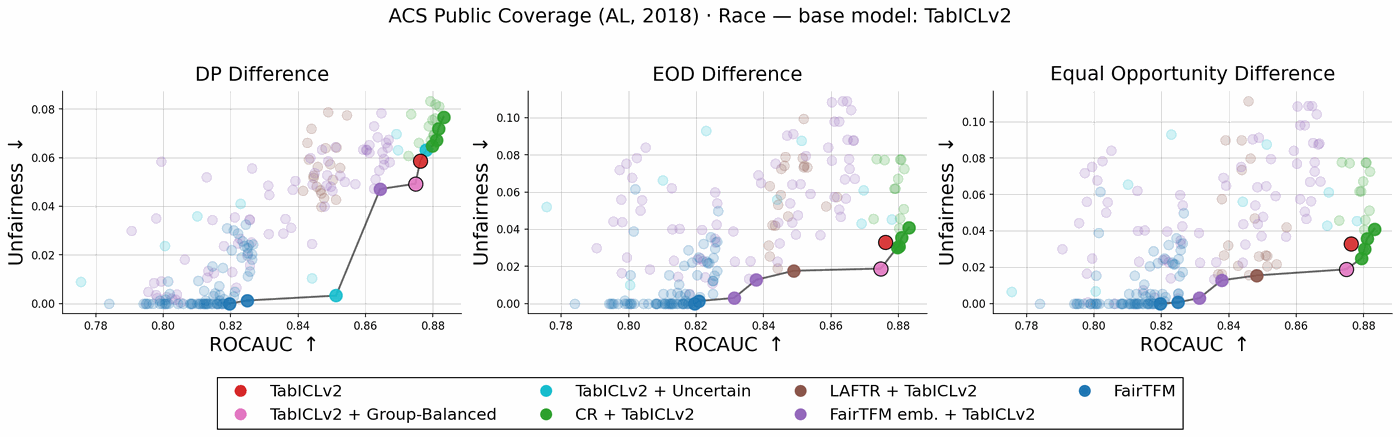 ACS Public Coverage (AL, 2018) · Race — base model: TabICLv2
DP Difference
Unfairness ↓
0.08
0.06
0.04
0.02
0.00
0.78 0.80 0.82 0.84 0.86 0.88
ROCAUC ↑
EOD Difference
Unfairness ↓
0.10
0.08
0.06
0.04
0.02
0.00
0.78 0.80 0.82 0.84 0.86 0.88
ROCAUC ↑
Equal Opportunity Difference
Unfairness ↓
0.10
0.08
0.06
0.04
0.02
0.00
0.78 0.80 0.82 0.84 0.86 0.88
ROCAUC ↑
TabICLv2
TabICLv2 + Group-Balanced
TabICLv2 + Uncertain
CR + TabICLv2
LAFTR + TabICLv2
FairTFM emb. + TabICLv2
FairTFM